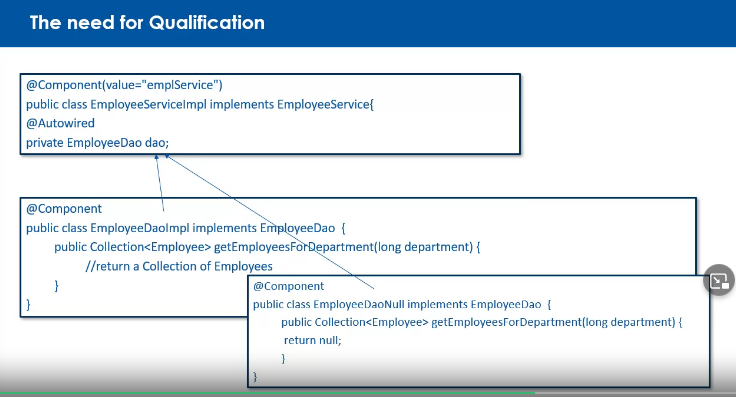 The need for Qualification
@Component(value="emplService")
public class EmployeeServiceImpl implements EmployeeService{
@Autowired
private EmployeeDao dao;
@Component
public class EmployeeDaoImpl implements EmployeeDao {
public Collection<Employee> getEmployeesForDepartment(long department) {
//return a Collection of Employees
}
}
@Component
public class EmployeeDaoNull implements EmployeeDao {
public Collection<Employee> getEmployeesForDepartment(long department) {
return null;
}
}